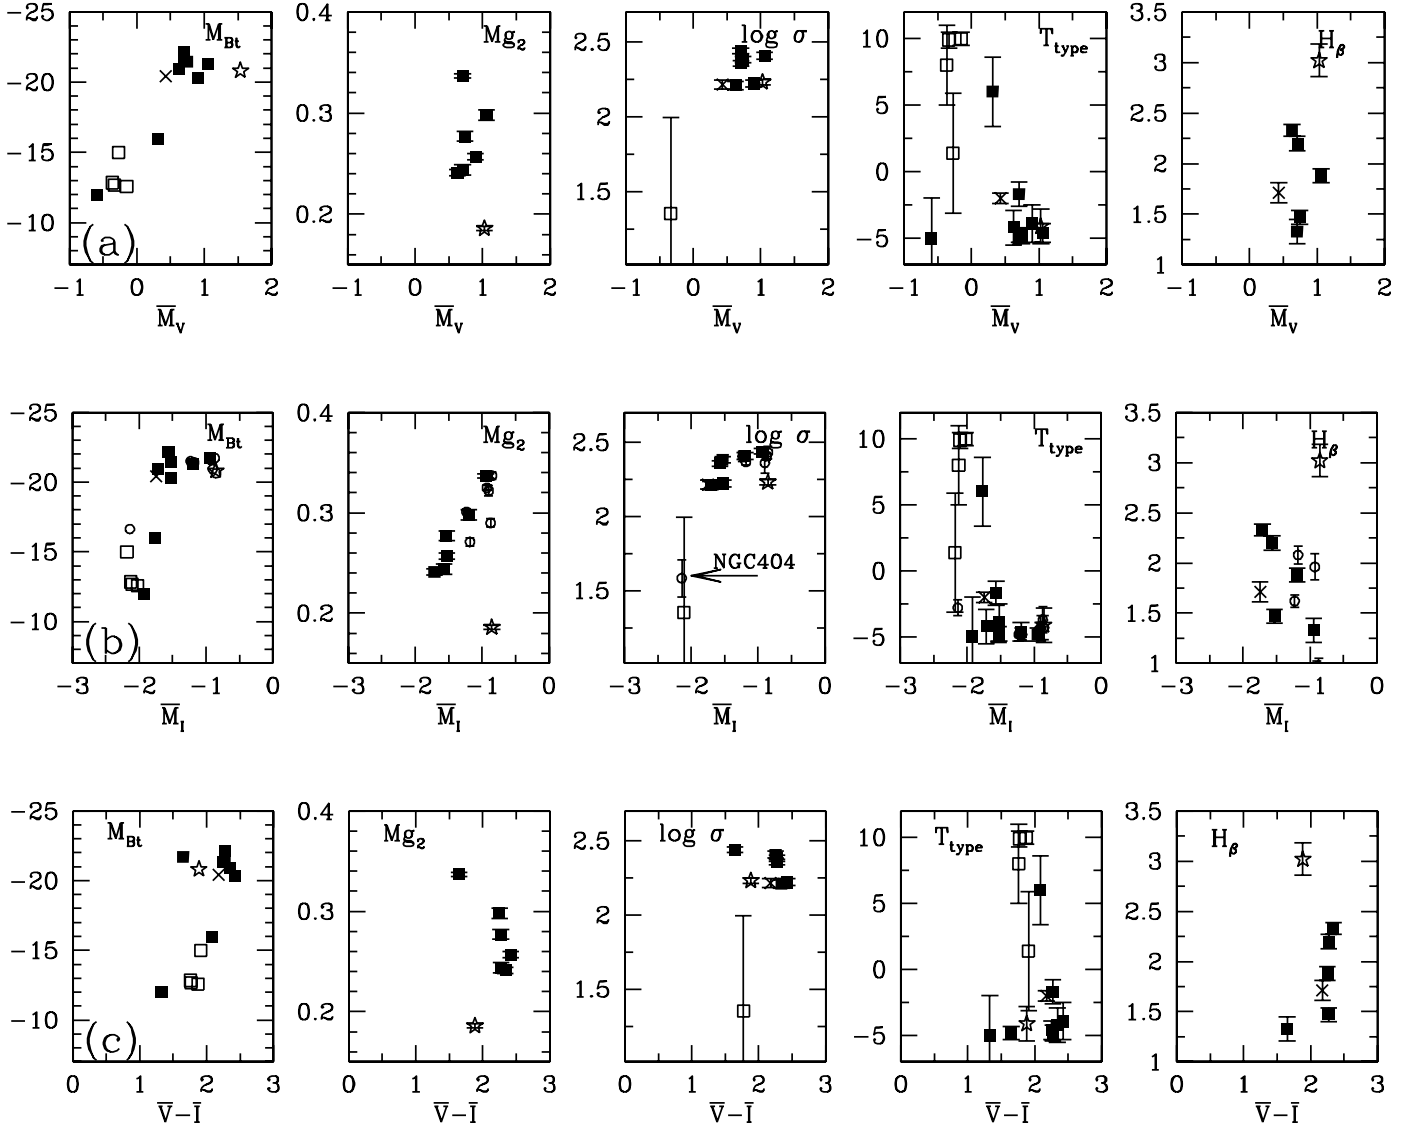 -25 0.4 10 3.5
M_Bt Mg_2 2.5 log σ T_type H_β
-20 3
0.3 5 2.5
2
-15 0 2
1.5
-10 0.2 -5 1.5
(a) 1
-1 0 1 2 -1 0 1 2 -1 0 1 2 -1 0 1 2 -1 0 1 2
M̅_V M̅_V M̅_V M̅_V M̅_V
-25 0.4 10 3.5
M_Bt Mg_2 2.5 log σ T_type H_β
-20 3
0.3 5 2.5
2
-15 NGC404 0 2
1.5
-10 0.2 -5 1.5
(b) 1
-3 -2 -1 0 -3 -2 -1 0 -3 -2 -1 0 -3 -2 -1 0 -3 -2 -1 0
M̅_I M̅_I M̅_I M̅_I M̅_I
-25 0.4 10 3.5
M_Bt Mg_2 2.5 log σ T_type H_β
-20 3
0.3 5 2.5
2
-15 0 2
1.5
-10 0.2 -5 1.5
(c) 1
0 1 2 3 0 1 2 3 0 1 2 3 0 1 2 3 0 1 2 3
V̅-I̅ V̅-I̅ V̅-I̅ V̅-I̅ V̅-I̅